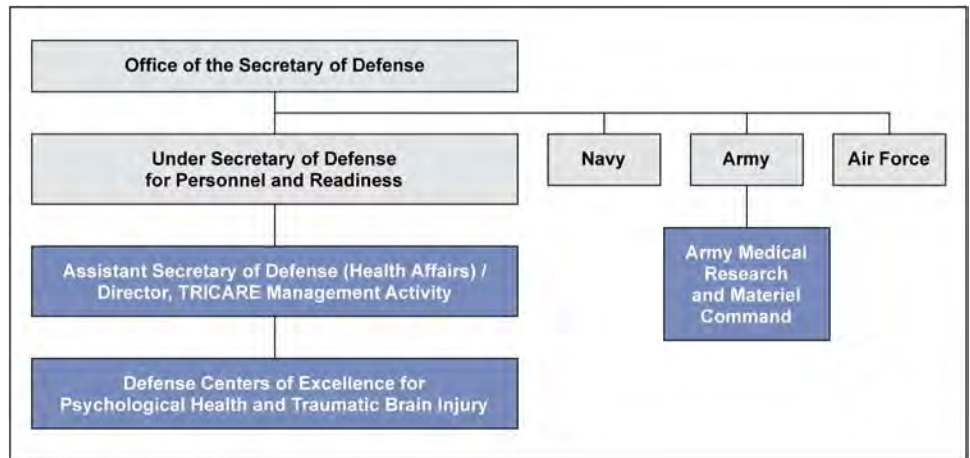 Office of the Secretary of Defense
Under Secretary of Defense
for Personnel and Readiness
Navy
Army
Air Force
Assistant Secretary of Defense (Health Affairs) /
Director, TRICARE Management Activity
Army Medical
Research
and Materiel
Command
Defense Centers of Excellence for
Psychological Health and Traumatic Brain Injury